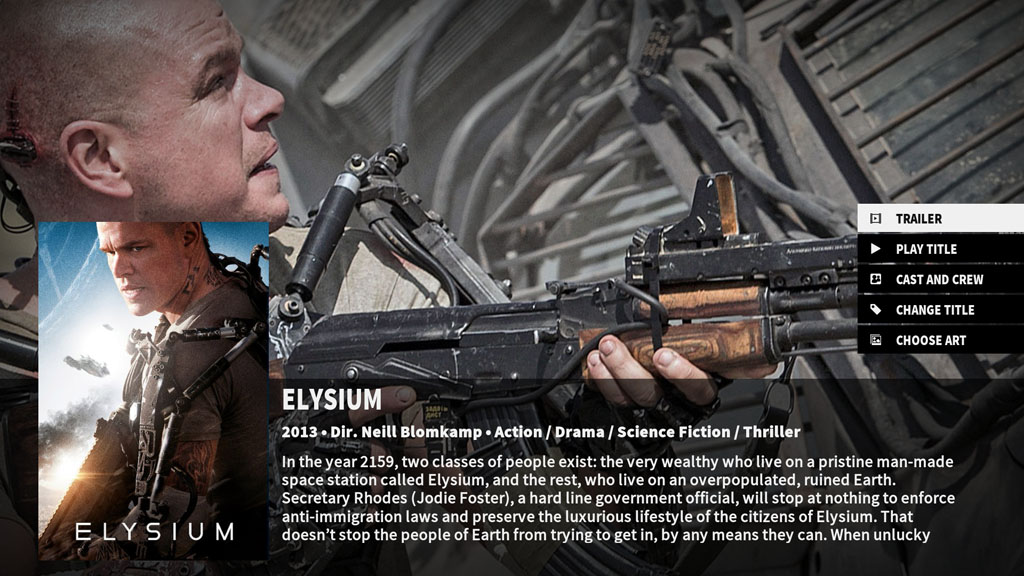 TRAILER
PLAY TITLE
CAST AND CREW
CHANGE TITLE
CHOOSE ART
ELYSIUM
ELYSIUM
2013 • Dir. Neill Blomkamp • Action / Drama / Science Fiction / Thriller
In the year 2159, two classes of people exist: the very wealthy who live on a pristine man-made
space station called Elysium, and the rest, who live on an overpopulated, ruined Earth.
Secretary Rhodes (Jodie Foster), a hard line government official, will stop at nothing to enforce
anti-immigration laws and preserve the luxurious lifestyle of the citizens of Elysium. That
doesn't stop the people of Earth from trying to get in, by any means they can. When unlucky